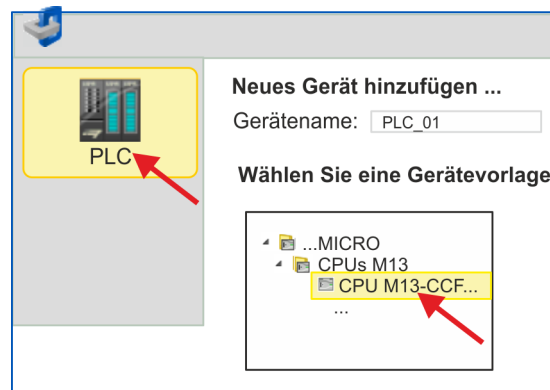 PLC
Neues Gerät hinzufügen ...
Gerätename: PLC_01
Wählen Sie eine Gerätevorlage
...MICRO
CPUs M13
CPU M13-CCF...
...